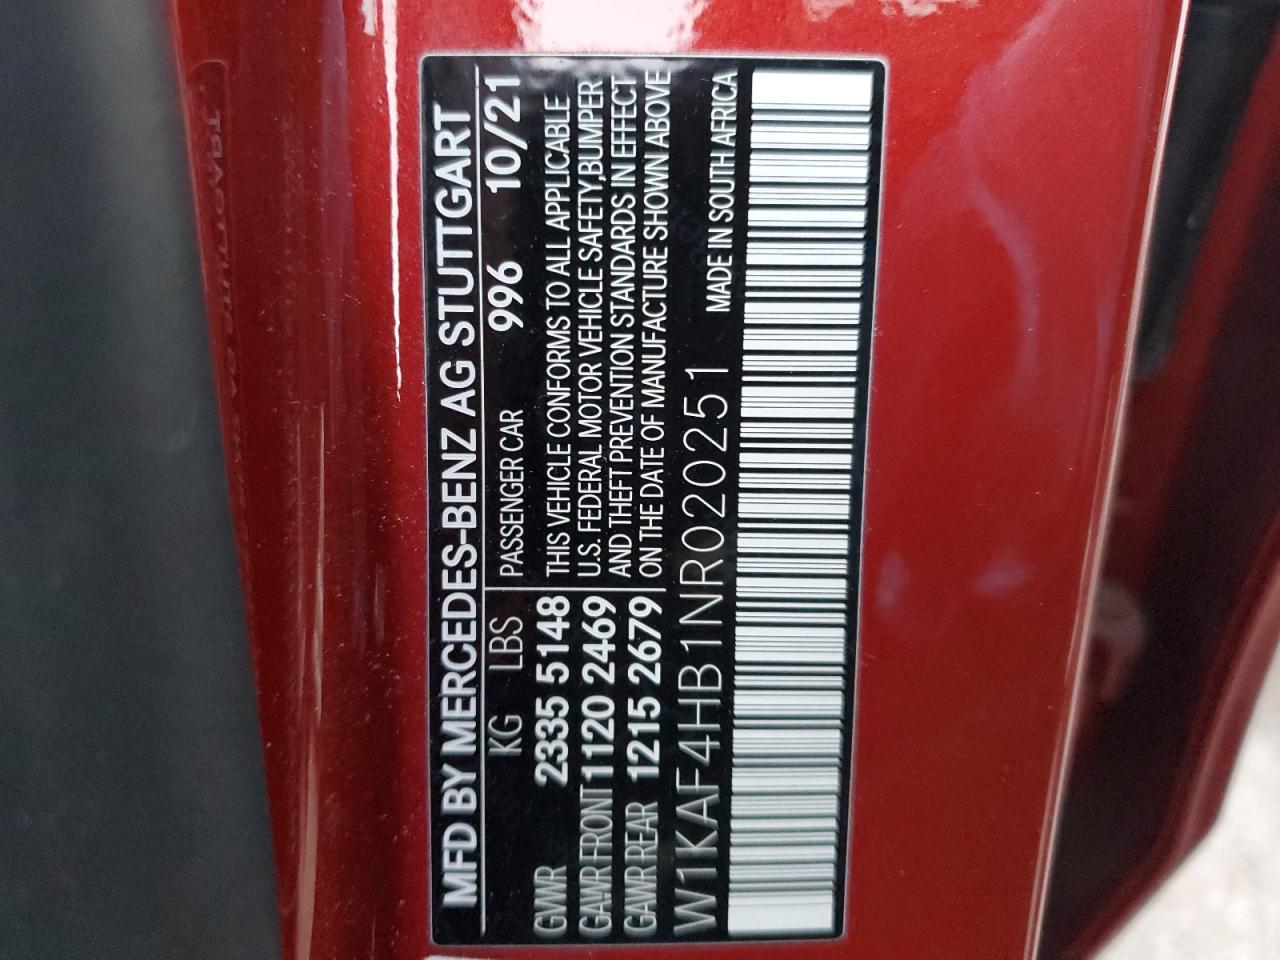 MFD BY MERCEDES-BENZ AG STUTTGART
KG LBS PASSENGER CAR 996 10/21
GVWR 2335 5148 THIS VEHICLE CONFORMS TO ALL APPLICABLE
GAWR FRONT 1120 2469 U.S. FEDERAL MOTOR VEHICLE SAFETY,BUMPER
GAWR REAR 1215 2679 AND THEFT PREVENTION STANDARDS IN EFFECT
ON THE DATE OF MANUFACTURE SHOWN ABOVE
W1KAF4HB1NR020251 MADE IN SOUTH AFRICA